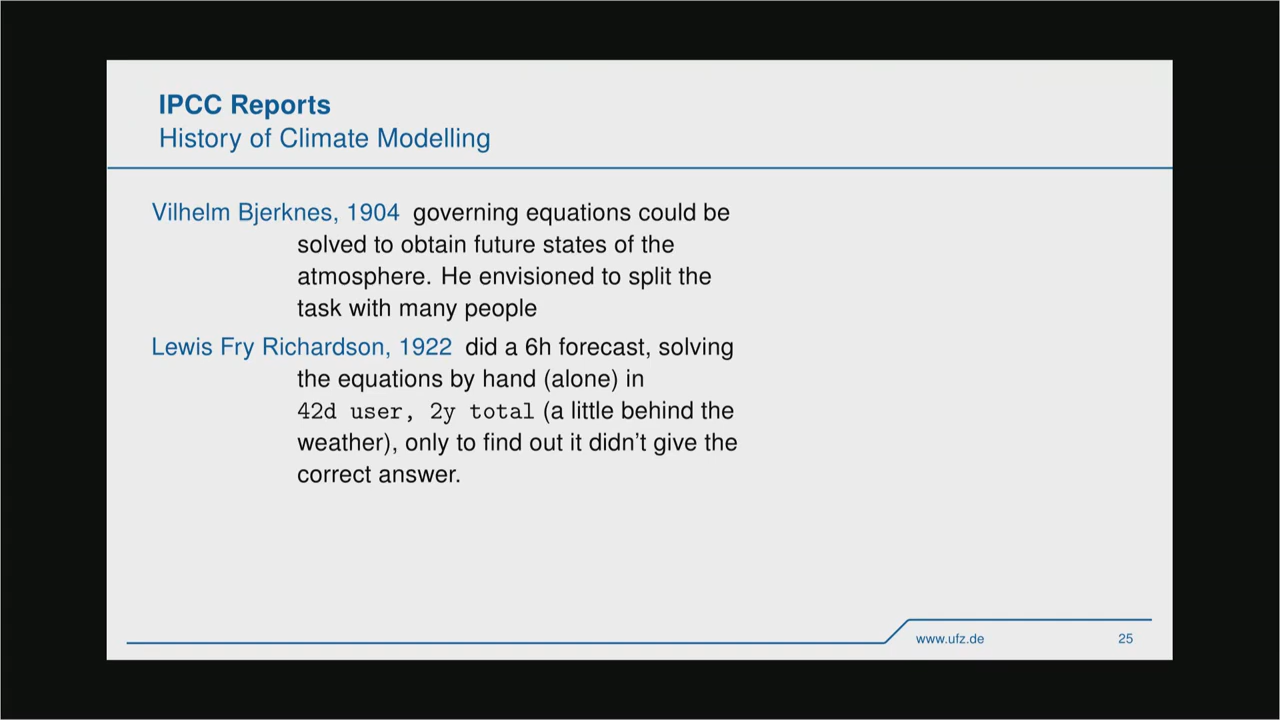 IPCC Reports
History of Climate Modelling
Vilhelm Bjerknes, 1904 governing equations could be
solved to obtain future states of the
atmosphere. He envisioned to split the
task with many people
Lewis Fry Richardson, 1922 did a 6h forecast, solving
the equations by hand (alone) in
42d user, 2y total (a little behind the
weather), only to find out it didn't give the
correct answer.
www.ufz.de 25